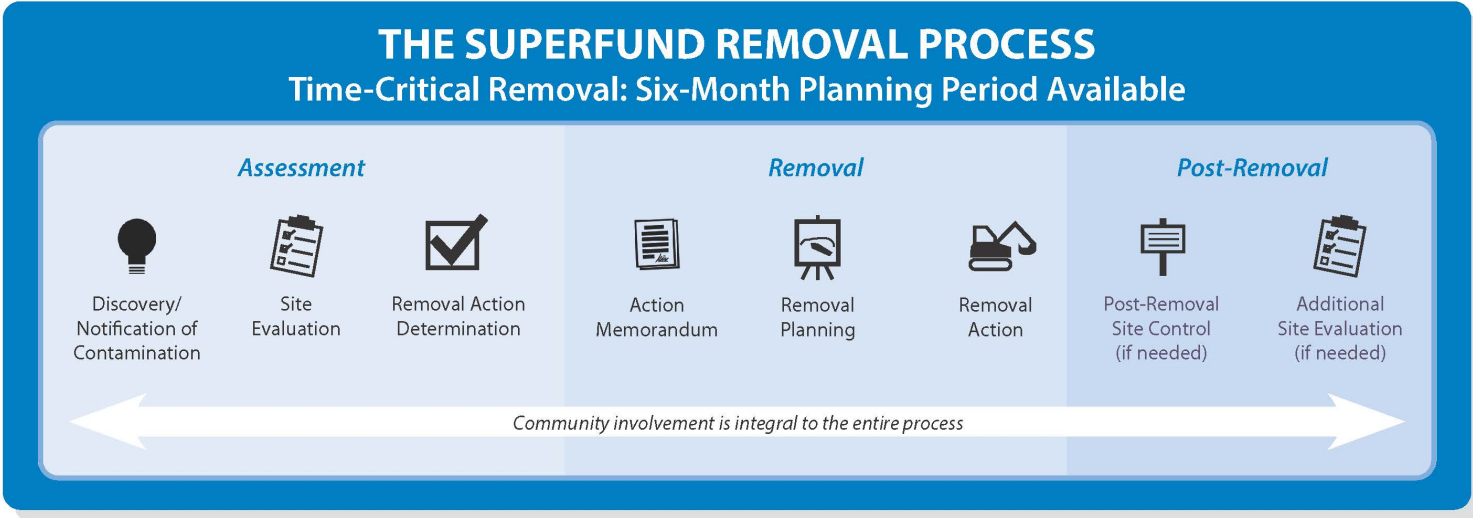 THE SUPERFUND REMOVAL PROCESS
Time-Critical Removal: Six-Month Planning Period Available
Assessment
Discovery/
Notification of
Contamination
Site
Evaluation
Removal Action
Determination
Removal
Action
Memorandum
Removal
Planning
Removal
Action
Post-Removal
Post-Removal
Site Control
(if needed)
Additional
Site Evaluation
(if needed)
Community involvement is integral to the entire process